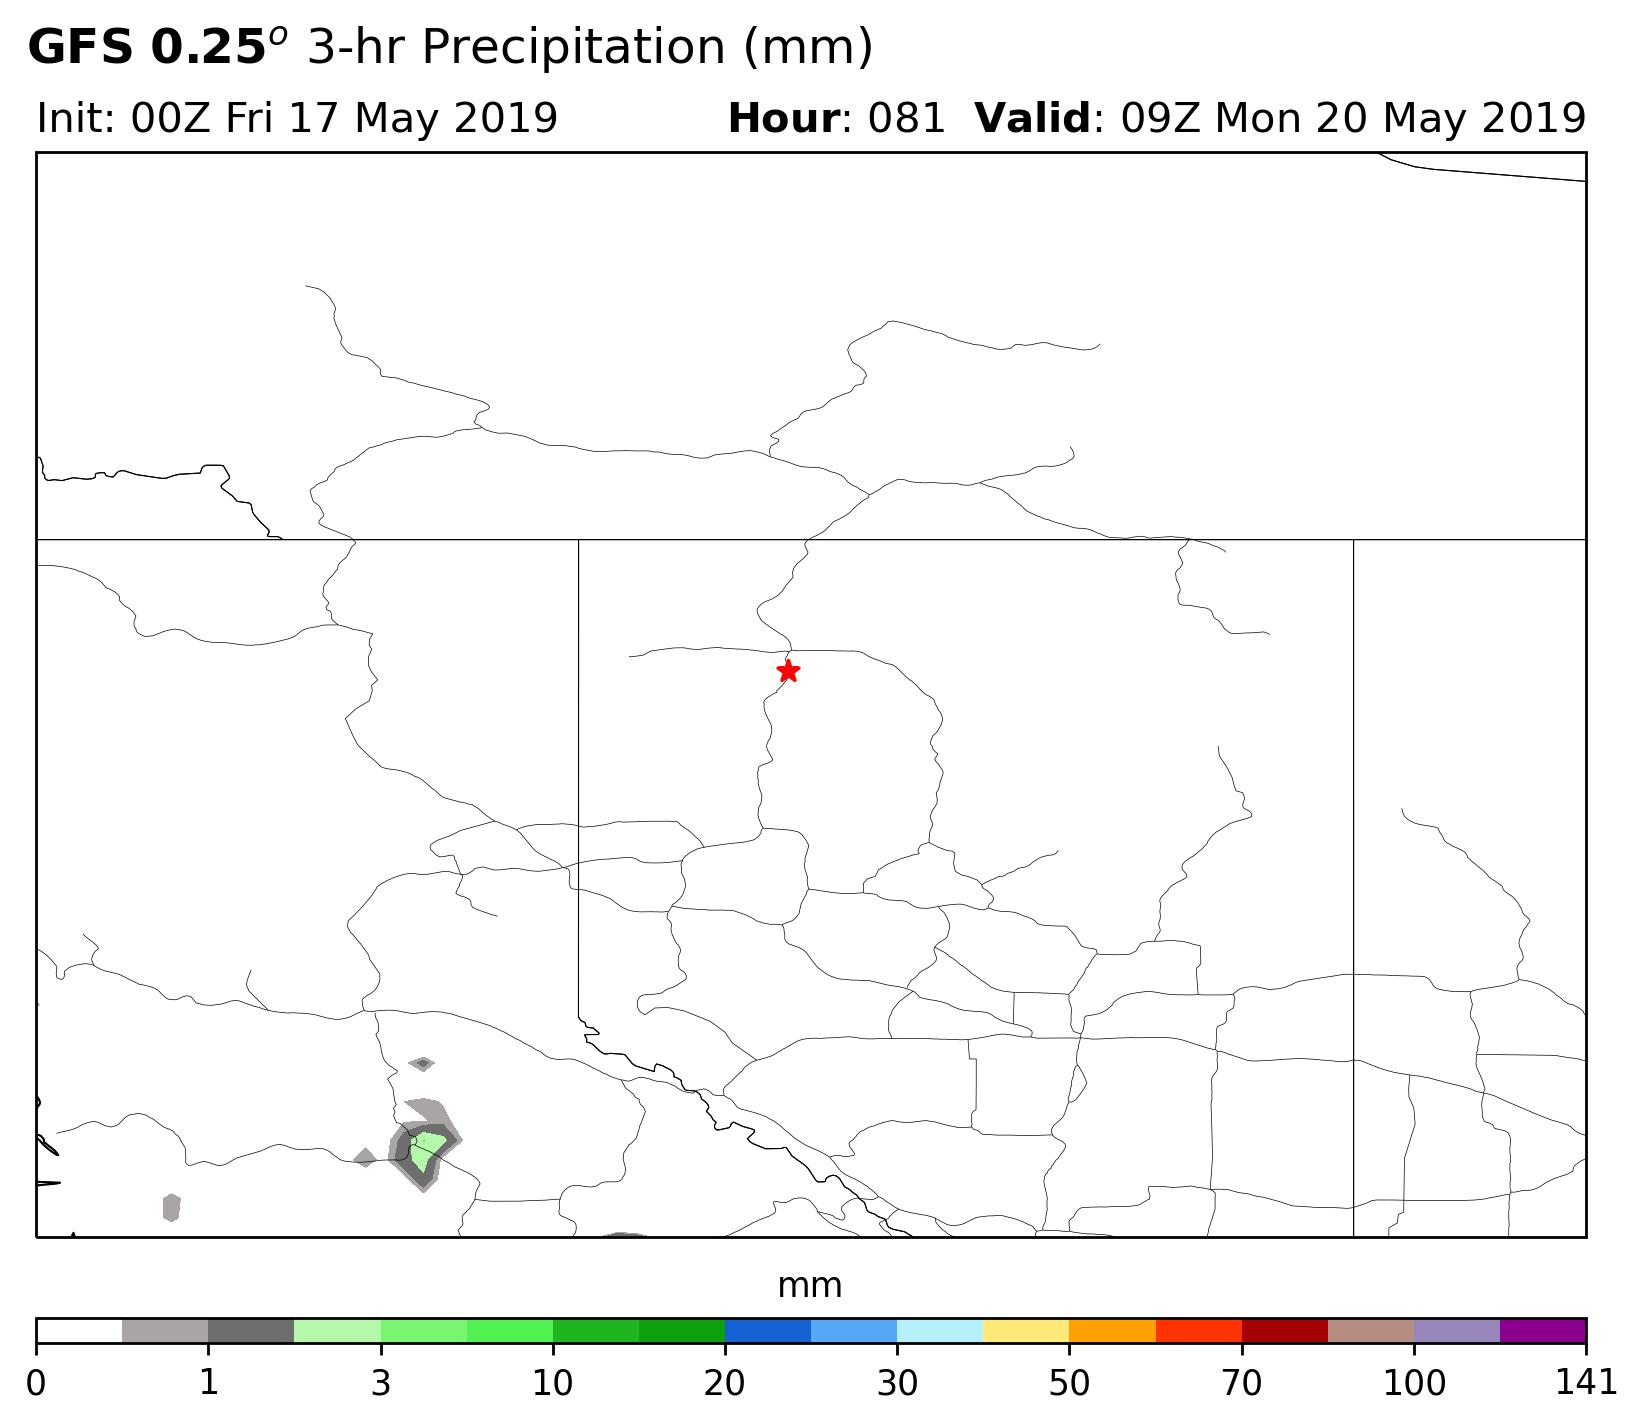 GFS 0.25° 3-hr Precipitation (mm)
Init: 00Z Fri 17 May 2019 Hour: 081 Valid: 09Z Mon 20 May 2019
mm
0 1 3 10 20 30 50 70 100 141